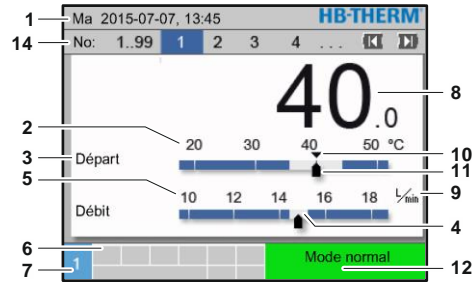 1 Ma 2015-07-07, 13:45 HB-THERM
14 No: 1..99 1 2 3 4 ...
40.0 8
2 20 30 40 50 °C 10
3 Départ 11
5 10 12 14 16 18 L/min 9
Débit 4
6
7 1 Mode normal 12